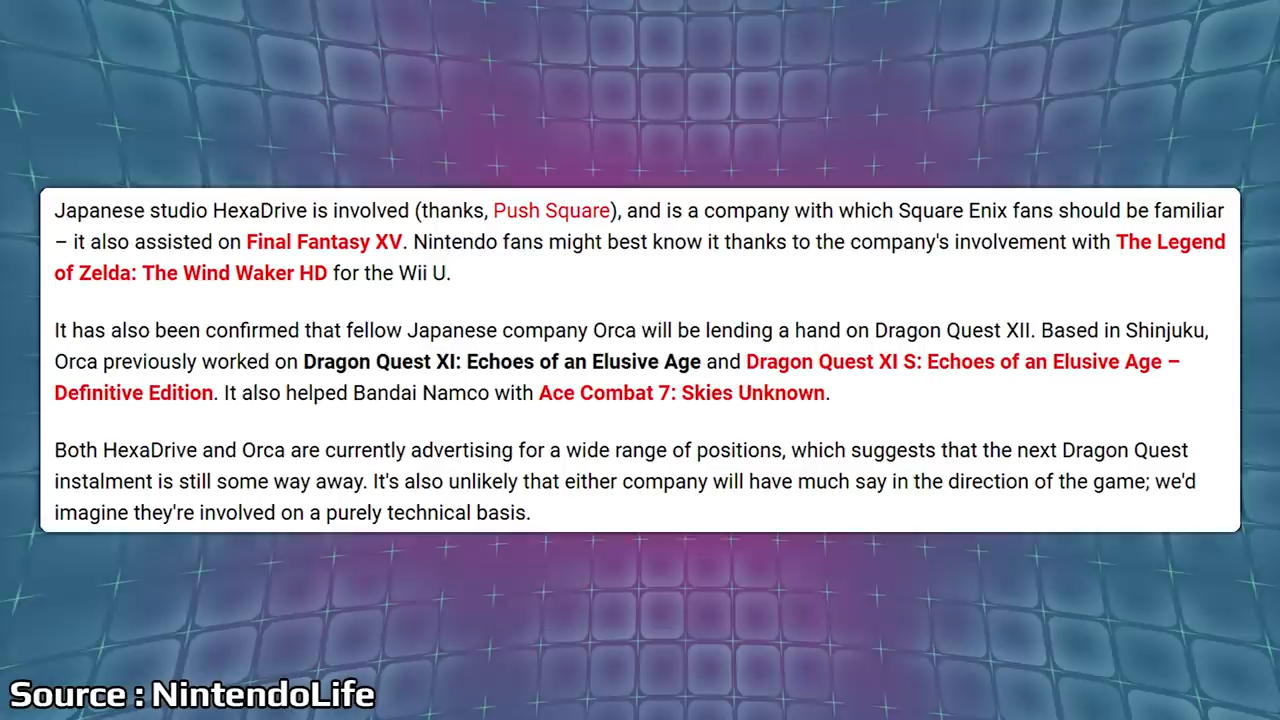 Japanese studio HexaDrive is involved (thanks, Push Square), and is a company with which Square Enix fans should be familiar
– it also assisted on Final Fantasy XV. Nintendo fans might best know it thanks to the company's involvement with The Legend
of Zelda: The Wind Waker HD for the Wii U.
It has also been confirmed that fellow Japanese company Orca will be lending a hand on Dragon Quest XII. Based in Shinjuku,
Orca previously worked on Dragon Quest XI: Echoes of an Elusive Age and Dragon Quest XI S: Echoes of an Elusive Age –
Definitive Edition. It also helped Bandai Namco with Ace Combat 7: Skies Unknown.
Both HexaDrive and Orca are currently advertising for a wide range of positions, which suggests that the next Dragon Quest
instalment is still some way away. It's also unlikely that either company will have much say in the direction of the game; we'd
imagine they're involved on a purely technical basis.
Source : NintendoLife